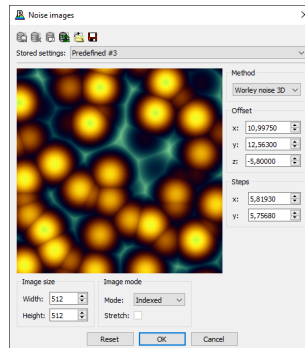 Noise images
Stored settings: Predefined #3
Method
Worley noise 3D
Offset
x: 10,99750
y: 12,56300
z: -5,80000
Steps
x: 5,81930
y: 5,75680
Image size
Width: 512
Height: 512
Image mode
Mode: Indexed
Stretch:
Reset OK Cancel